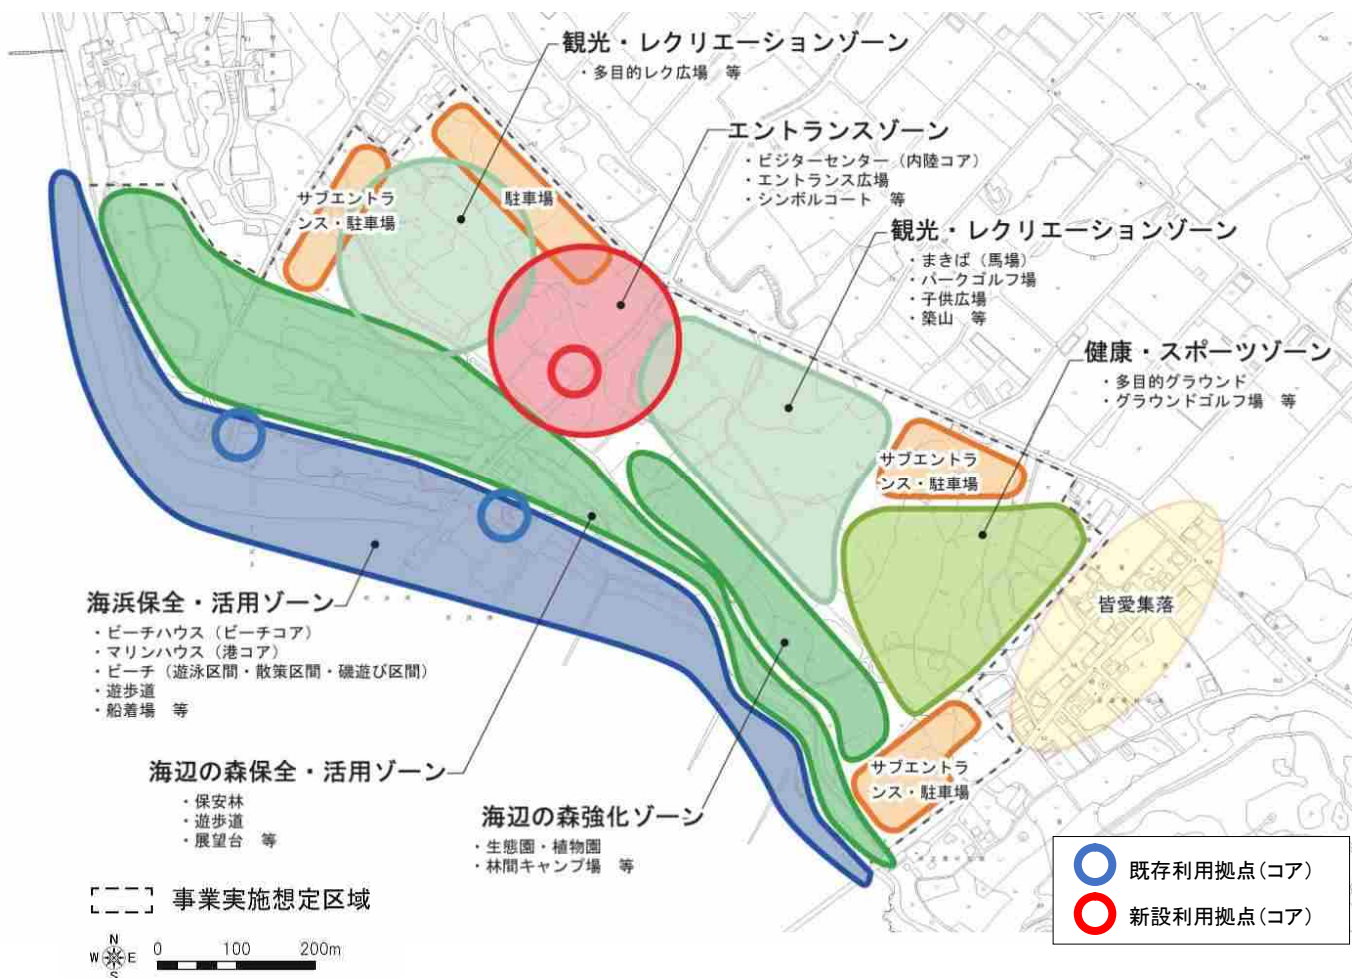 観光・レクリエーションゾーン
・多目的レク広場　等
エントランスゾーン
・ビジターセンター（内陸コア）
・エントランス広場
・シンボルコート　等
観光・レクリエーションゾーン
・まきば（馬場）
・パークゴルフ場
・子供広場
・築山　等
健康・スポーツゾーン
・多目的グラウンド
・グラウンドゴルフ場　等
サブエントラ
ンス・駐車場
駐車場
サブエントラ
ンス・駐車場
皆愛集落
海浜保全・活用ゾーン
・ビーチハウス（ビーチコア）
・マリンハウス（港コア）
・ビーチ（遊泳区間・散策区間・磯遊び区間）
・遊歩道
・船着場　等
海辺の森保全・活用ゾーン
・保安林
・遊歩道
・展望台　等
海辺の森強化ゾーン
・生態園・植物園
・林間キャンプ場　等
サブエントラ
ンス・駐車場
事業実施想定区域
N
W E
S
0 100 200m
既存利用拠点（コア）
新設利用拠点（コア）